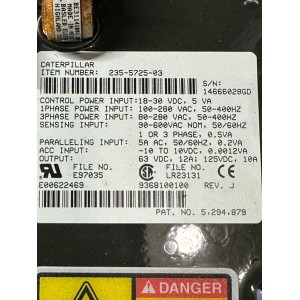 CATERPILLAR
ITEM NUMBER: 235-5725-03
S/N:
14666028GD
CONTROL POWER INPUT:18-30 VDC, 5 VA
1PHASE POWER INPUT: 100-280 VAC, 50-400HZ
3PHASE POWER INPUT: 80-280 VAC, 50-400HZ
SENSING INPUT: 90-600VAC NOM, 50/60HZ
1 OR 3 PHASE, 0.5VA
PARALLELING INPUT: 5A AC, 50/60HZ, 0.2VA
ACC INPUT: -10 TO 10VDC, 0.0012VA
OUTPUT: 63 VDC, 12A; 125VDC, 10A
FILE NO. E97035
FILE NO. LR23131
E00622469 9368100100 REV. J
PAT. NO. 5,294,879
DANGER